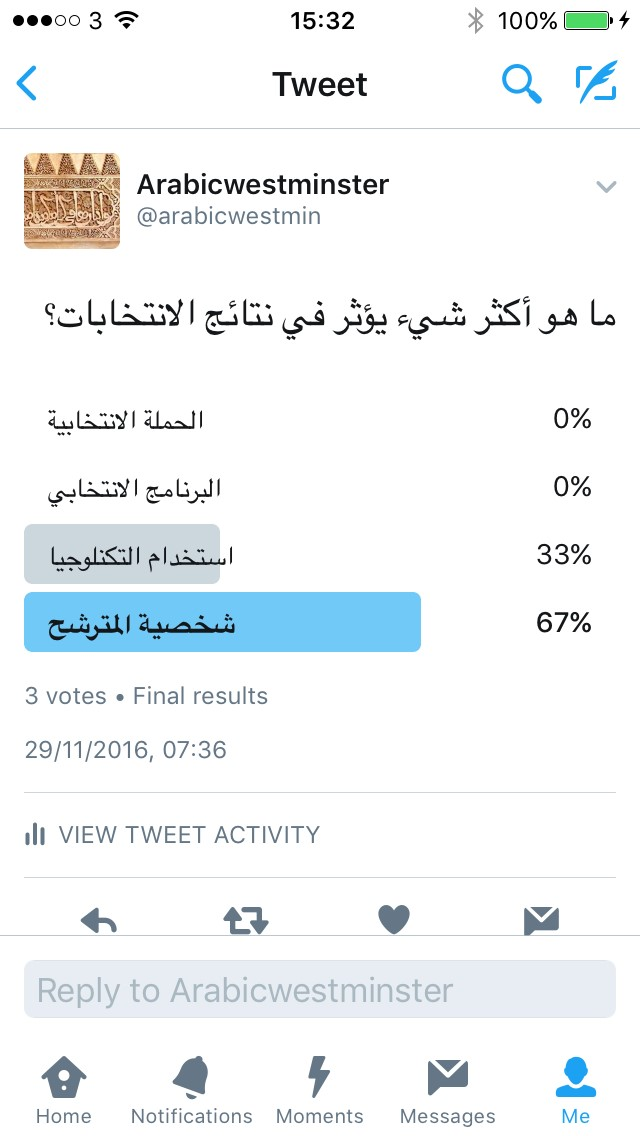 3 15:32 100%
Tweet
Arabicwestminster
@arabicwestmin
ما هو أكثر شيء يؤثر في نتائج الانتخابات؟
الحملة الانتخابية 0%
البرنامج الانتخابي 0%
استخدام التكنلوجيا 33%
شخصية المترشح 67%
3 votes • Final results
29/11/2016, 07:36
VIEW TWEET ACTIVITY
Reply to Arabicwestminster
Home Notifications Moments Messages Me